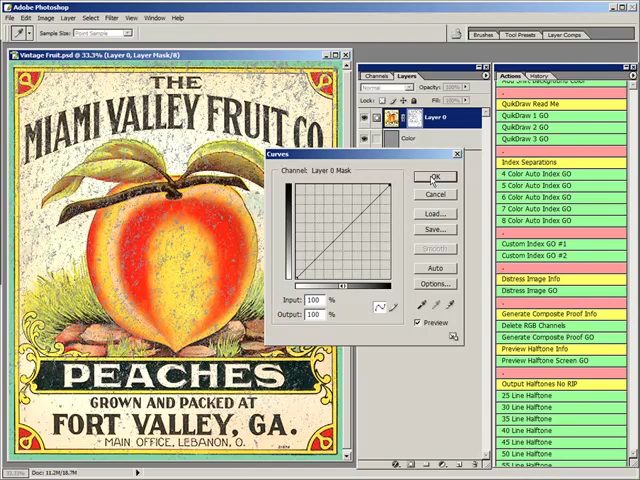 Adobe Photoshop
File Edit Image Layer Select Filter View Window Help
Sample Size: Point Sample
Brushes Tool Presets Layer Comps
Vintage Fruit.psd @ 33.3% (Layer 0, Layer Mask/8)
THE
MIAMI VALLEY FRUIT CO
PEACHES
GROWN AND PACKED AT
FORT VALLEY, GA.
MAIN OFFICE, LEBANON, O.
33.33% Doc: 11.2M/18.7M
Channels Layers
Normal Opacity: 100%
Lock: Fill: 100%
Layer 0
Color
Curves
Channel: Layer 0 Mask
OK
Cancel
Load...
Save...
Smooth
Auto
Options...
Input: 100 %
Output: 100 %
Preview
Actions History
Add Background Color
QuikDraw Read Me
QuikDraw 1 GO
QuikDraw 2 GO
QuikDraw 3 GO
Index Separations
4 Color Auto Index GO
5 Color Auto Index GO
6 Color Auto Index GO
7 Color Auto Index GO
8 Color Auto Index GO
Custom Index GO #1
Custom Index GO #2
Distress Image Info
Distress Image GO
Generate Composite Proof Info
Delete RGB Channels
Generate Composite Proof GO
Preview Halftone Info
Preview Halftone Screen GO
Output Halftones No RIP
25 Line Halftone
30 Line Halftone
35 Line Halftone
40 Line Halftone
45 Line Halftone
50 Line Halftone
55 Line Halftone